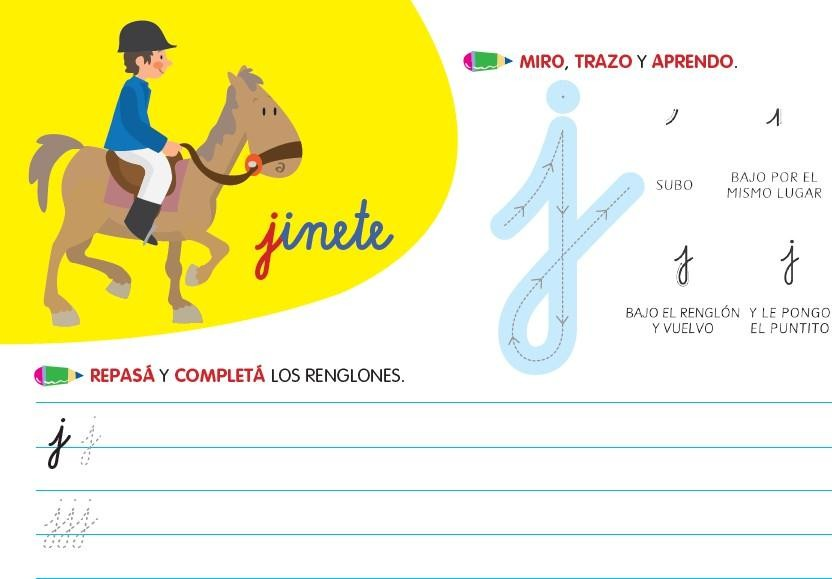 MIRO, TRAZO Y APRENDO.
jinete
j
SUBO
BAJO POR EL
MISMO LUGAR
j
j
BAJO EL RENGLÓN
Y VUELVO
Y LE PONGO
EL PUNTITO
REPASÁ Y COMPLETÁ LOS RENGLONES.
j j
jjj